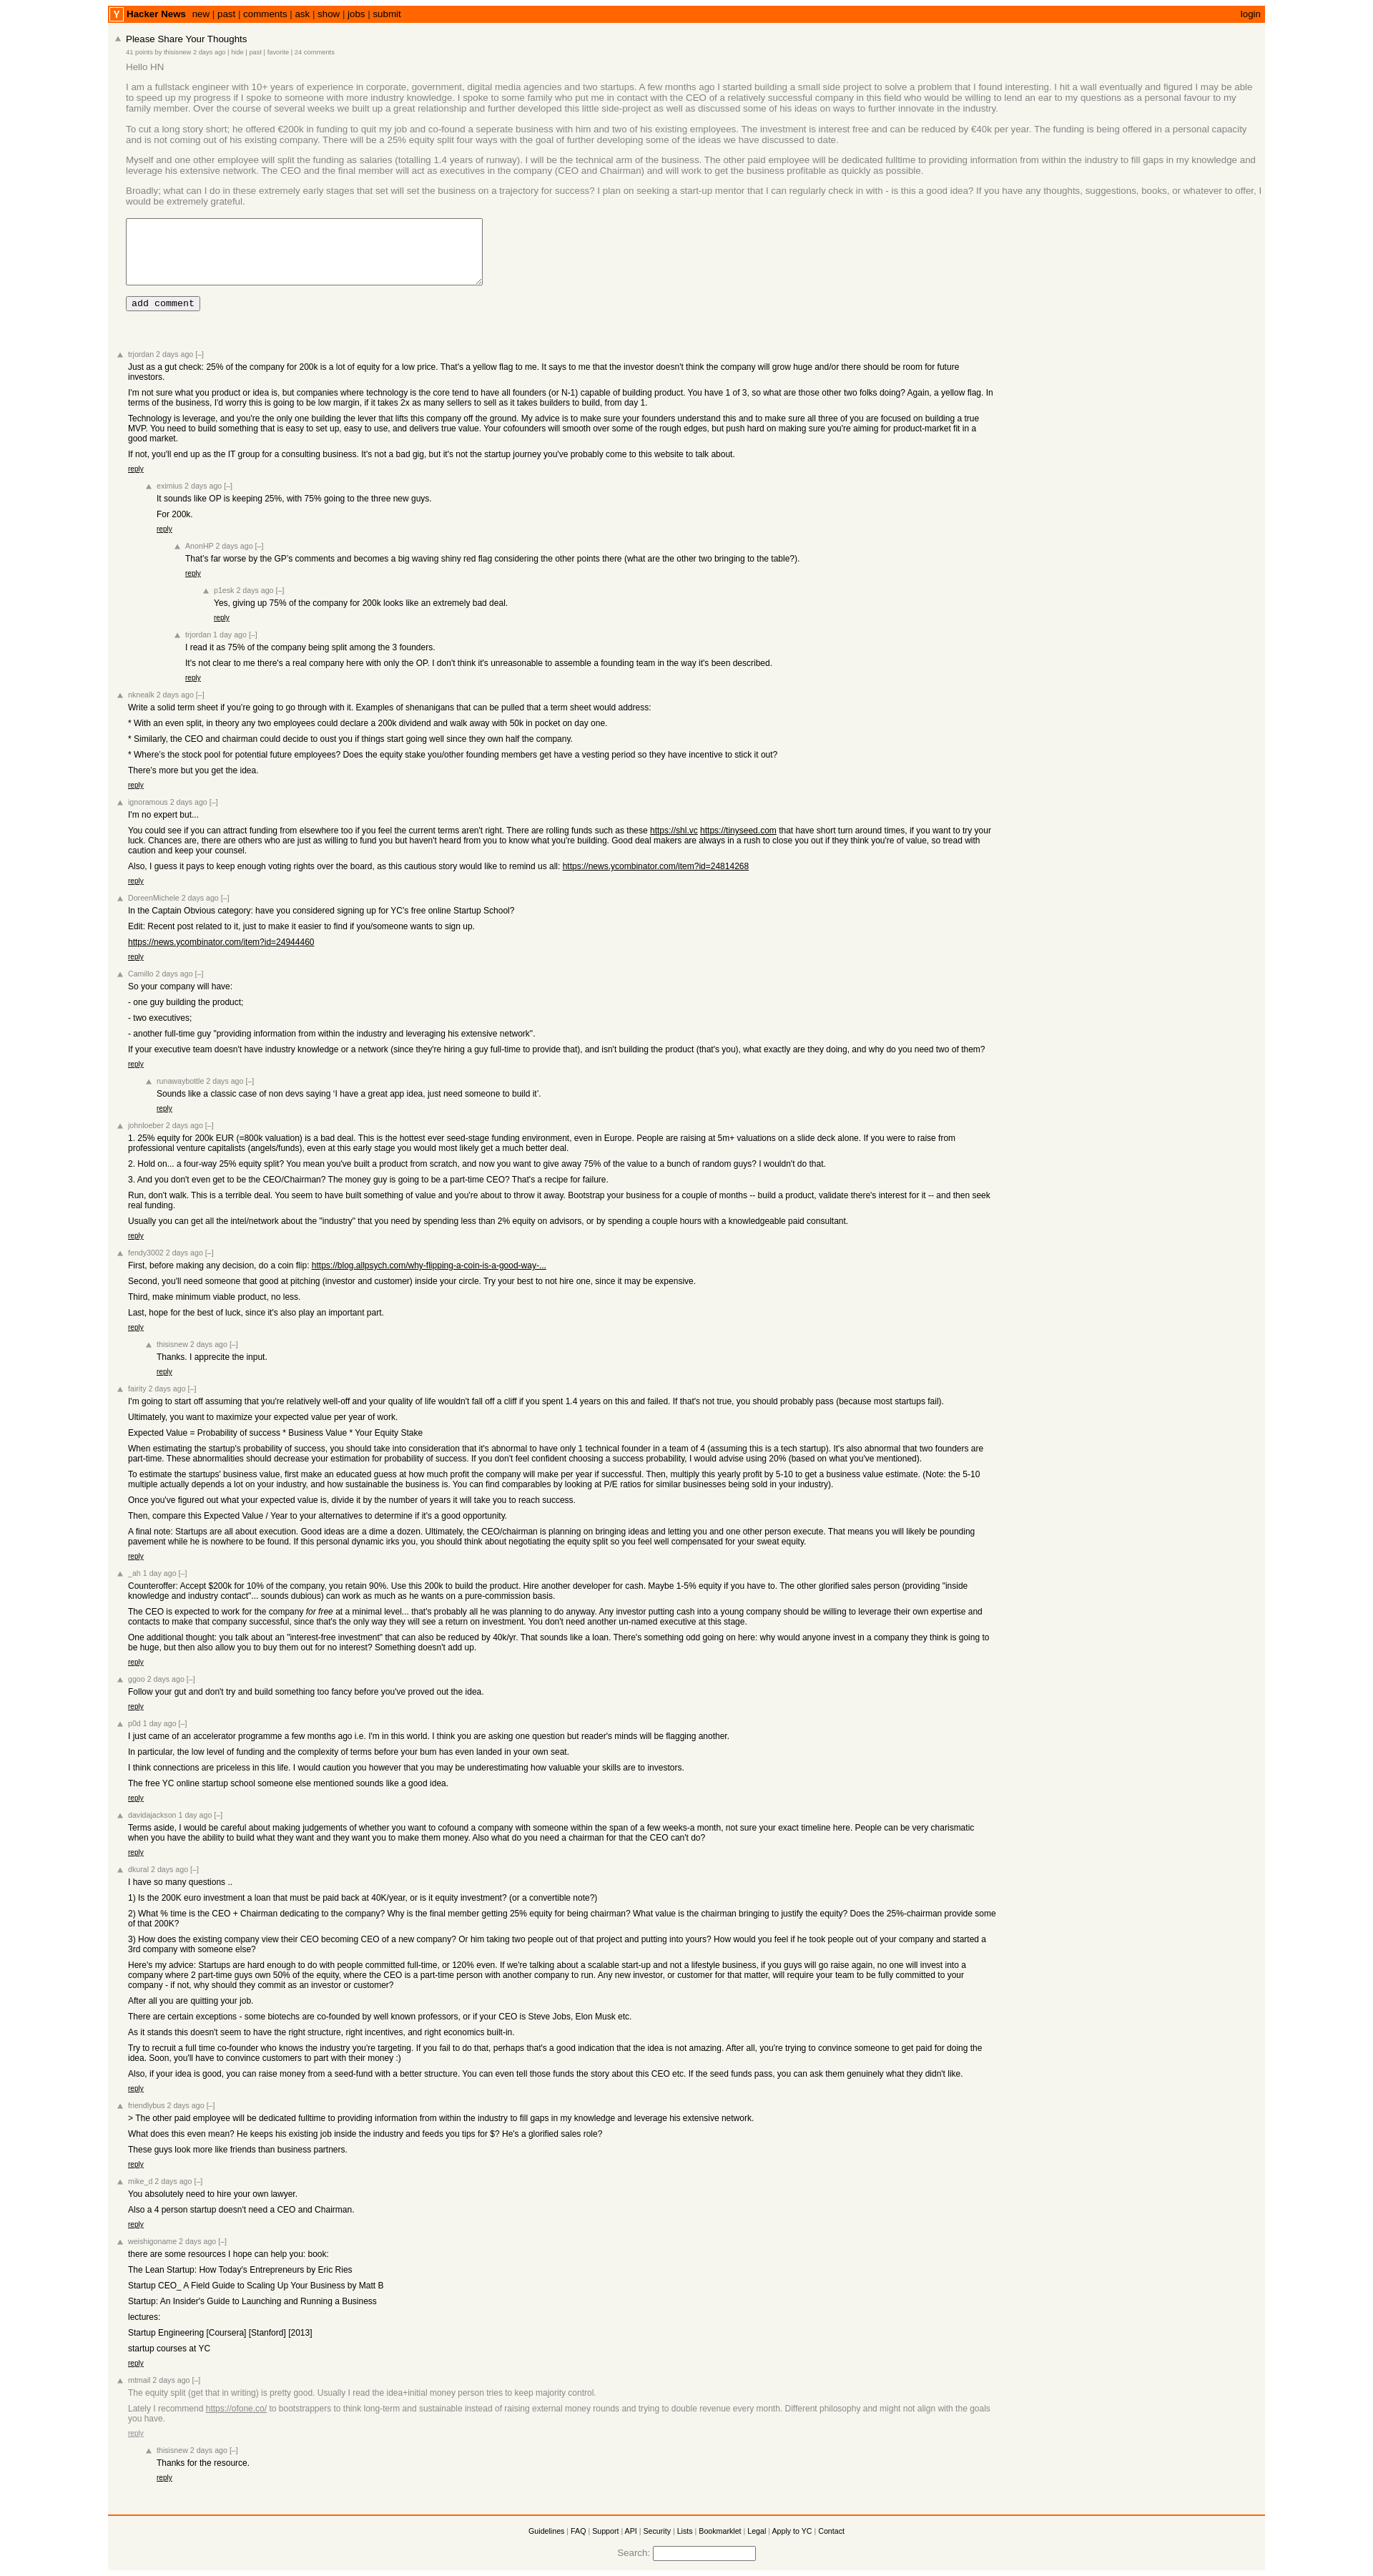 Y Hacker News new | past | comments | ask | show | jobs | submit login
Please Share Your Thoughts
41 points by thisisnew 2 days ago | hide | past | favorite | 24 comments
Hello HN
I am a fullstack engineer with 10+ years of experience in corporate, government, digital media agencies and two startups. A few months ago I started building a small side project to solve a problem that I found interesting. I hit a wall eventually and figured I may be able
to speed up my progress if I spoke to someone with more industry knowledge. I spoke to some family who put me in contact with the CEO of a relatively successful company in this field who would be willing to lend an ear to my questions as a personal favour to my
family member. Over the course of several weeks we built up a great relationship and further developed this little side-project as well as discussed some of his ideas on ways to further innovate in the industry.
To cut a long story short; he offered €200k in funding to quit my job and co-found a seperate business with him and two of his existing employees. The investment is interest free and can be reduced by €40k per year. The funding is being offered in a personal capacity
and is not coming out of his existing company. There will be a 25% equity split four ways with the goal of further developing some of the ideas we have discussed to date.
Myself and one other employee will split the funding as salaries (totalling 1.4 years of runway). I will be the technical arm of the business. The other paid employee will be dedicated fulltime to providing information from within the industry to fill gaps in my knowledge and
leverage his extensive network. The CEO and the final member will act as executives in the company (CEO and Chairman) and will work to get the business profitable as quickly as possible.
Broadly; what can I do in these extremely early stages that set will set the business on a trajectory for success? I plan on seeking a start-up mentor that I can regularly check in with - is this a good idea? If you have any thoughts, suggestions, books, or whatever to offer, I
would be extremely grateful.
add comment
trjordan 2 days ago [–]
Just as a gut check: 25% of the company for 200k is a lot of equity for a low price. That's a yellow flag to me. It says to me that the investor doesn't think the company will grow huge and/or there should be room for future
investors.
I'm not sure what you product or idea is, but companies where technology is the core tend to have all founders (or N-1) capable of building product. You have 1 of 3, so what are those other two folks doing? Again, a yellow flag. In
terms of the business, I'd worry this is going to be low margin, if it takes 2x as many sellers to sell as it takes builders to build, from day 1.
Technology is leverage, and you're the only one building the lever that lifts this company off the ground. My advice is to make sure your founders understand this and to make sure all three of you are focused on building a true
MVP. You need to build something that is easy to set up, easy to use, and delivers true value. Your cofounders will smooth over some of the rough edges, but push hard on making sure you're aiming for product-market fit in a
good market.
If not, you'll end up as the IT group for a consulting business. It's not a bad gig, but it's not the startup journey you've probably come to this website to talk about.
reply
eximius 2 days ago [–]
It sounds like OP is keeping 25%, with 75% going to the three new guys.
For 200k.
reply
AnonHP 2 days ago [–]
That's far worse by the GP's comments and becomes a big waving shiny red flag considering the other points there (what are the other two bringing to the table?).
reply
p1esk 2 days ago [–]
Yes, giving up 75% of the company for 200k looks like an extremely bad deal.
reply
trjordan 1 day ago [–]
I read it as 75% of the company being split among the 3 founders.
It's not clear to me there's a real company here with only the OP. I don't think it's unreasonable to assemble a founding team in the way it's been described.
reply
nknealk 2 days ago [–]
Write a solid term sheet if you're going to go through with it. Examples of shenanigans that can be pulled that a term sheet would address:
* With an even split, in theory any two employees could declare a 200k dividend and walk away with 50k in pocket on day one.
* Similarly, the CEO and chairman could decide to oust you if things start going well since they own half the company.
* Where's the stock pool for potential future employees? Does the equity stake you/other founding members get have a vesting period so they have incentive to stick it out?
There's more but you get the idea.
reply
ignoramous 2 days ago [–]
I'm no expert but...
You could see if you can attract funding from elsewhere too if you feel the current terms aren't right. There are rolling funds such as these https://shl.vc https://tinyseed.com that have short turn around times, if you want to try your
luck. Chances are, there are others who are just as willing to fund you but haven't heard from you to know what you're building. Good deal makers are always in a rush to close you out if they think you're of value, so tread with
caution and keep your counsel.
Also, I guess it pays to keep enough voting rights over the board, as this cautious story would like to remind us all: https://news.ycombinator.com/item?id=24814268
reply
DoreenMichele 2 days ago [–]
In the Captain Obvious category: have you considered signing up for YC's free online Startup School?
Edit: Recent post related to it, just to make it easier to find if you/someone wants to sign up.
https://news.ycombinator.com/item?id=24944460
reply
Camillo 2 days ago [–]
So your company will have:
- one guy building the product;
- two executives;
- another full-time guy "providing information from within the industry and leveraging his extensive network".
If your executive team doesn't have industry knowledge or a network (since they're hiring a guy full-time to provide that), and isn't building the product (that's you), what exactly are they doing, and why do you need two of them?
reply
runawaybottle 2 days ago [–]
Sounds like a classic case of non devs saying 'I have a great app idea, just need someone to build it'.
reply
johnloeber 2 days ago [–]
1. 25% equity for 200k EUR (=800k valuation) is a bad deal. This is the hottest ever seed-stage funding environment, even in Europe. People are raising at 5m+ valuations on a slide deck alone. If you were to raise from
professional venture capitalists (angels/funds), even at this early stage you would most likely get a much better deal.
2. Hold on... a four-way 25% equity split? You mean you've built a product from scratch, and now you want to give away 75% of the value to a bunch of random guys? I wouldn't do that.
3. And you don't even get to be the CEO/Chairman? The money guy is going to be a part-time CEO? That's a recipe for failure.
Run, don't walk. This is a terrible deal. You seem to have built something of value and you're about to throw it away. Bootstrap your business for a couple of months -- build a product, validate there's interest for it -- and then seek
real funding.
Usually you can get all the intel/network about the "industry" that you need by spending less than 2% equity on advisors, or by spending a couple hours with a knowledgeable paid consultant.
reply
fendy3002 2 days ago [–]
First, before making any decision, do a coin flip: https://blog.allpsych.com/why-flipping-a-coin-is-a-good-way-...
Second, you'll need someone that good at pitching (investor and customer) inside your circle. Try your best to not hire one, since it may be expensive.
Third, make minimum viable product, no less.
Last, hope for the best of luck, since it's also play an important part.
reply
thisisnew 2 days ago [–]
Thanks. I apprecite the input.
reply
fairity 2 days ago [–]
I'm going to start off assuming that you're relatively well-off and your quality of life wouldn't fall off a cliff if you spent 1.4 years on this and failed. If that's not true, you should probably pass (because most startups fail).
Ultimately, you want to maximize your expected value per year of work.
Expected Value = Probability of success * Business Value * Your Equity Stake
When estimating the startup's probability of success, you should take into consideration that it's abnormal to have only 1 technical founder in a team of 4 (assuming this is a tech startup). It's also abnormal that two founders are
part-time. These abnormalities should decrease your estimation for probability of success. If you don't feel confident choosing a success probability, I would advise using 20% (based on what you've mentioned).
To estimate the startups' business value, first make an educated guess at how much profit the company will make per year if successful. Then, multiply this yearly profit by 5-10 to get a business value estimate. (Note: the 5-10
multiple actually depends a lot on your industry, and how sustainable the business is. You can find comparables by looking at P/E ratios for similar businesses being sold in your industry).
Once you've figured out what your expected value is, divide it by the number of years it will take you to reach success.
Then, compare this Expected Value / Year to your alternatives to determine if it's a good opportunity.
A final note: Startups are all about execution. Good ideas are a dime a dozen. Ultimately, the CEO/chairman is planning on bringing ideas and letting you and one other person execute. That means you will likely be pounding
pavement while he is nowhere to be found. If this personal dynamic irks you, you should think about negotiating the equity split so you feel well compensated for your sweat equity.
reply
_ah 1 day ago [–]
Counteroffer: Accept $200k for 10% of the company, you retain 90%. Use this 200k to build the product. Hire another developer for cash. Maybe 1-5% equity if you have to. The other glorified sales person (providing "inside
knowledge and industry contact"... sounds dubious) can work as much as he wants on a pure-commission basis.
The CEO is expected to work for the company for free at a minimal level... that's probably all he was planning to do anyway. Any investor putting cash into a young company should be willing to leverage their own expertise and
contacts to make that company successful, since that's the only way they will see a return on investment. You don't need another un-named executive at this stage.
One additional thought: you talk about an "interest-free investment" that can also be reduced by 40k/yr. That sounds like a loan. There's something odd going on here: why would anyone invest in a company they think is going to
be huge, but then also allow you to buy them out for no interest? Something doesn't add up.
reply
ggoo 2 days ago [–]
Follow your gut and don't try and build something too fancy before you've proved out the idea.
reply
p0d 1 day ago [–]
I just came of an accelerator programme a few months ago i.e. I'm in this world. I think you are asking one question but reader's minds will be flagging another.
In particular, the low level of funding and the complexity of terms before your bum has even landed in your own seat.
I think connections are priceless in this life. I would caution you however that you may be underestimating how valuable your skills are to investors.
The free YC online startup school someone else mentioned sounds like a good idea.
reply
davidajackson 1 day ago [–]
Terms aside, I would be careful about making judgements of whether you want to cofound a company with someone within the span of a few weeks-a month, not sure your exact timeline here. People can be very charismatic
when you have the ability to build what they want and they want you to make them money. Also what do you need a chairman for that the CEO can't do?
reply
dkural 2 days ago [–]
I have so many questions ..
1) Is the 200K euro investment a loan that must be paid back at 40K/year, or is it equity investment? (or a convertible note?)
2) What % time is the CEO + Chairman dedicating to the company? Why is the final member getting 25% equity for being chairman? What value is the chairman bringing to justify the equity? Does the 25%-chairman provide some
of that 200K?
3) How does the existing company view their CEO becoming CEO of a new company? Or him taking two people out of that project and putting into yours? How would you feel if he took people out of your company and started a
3rd company with someone else?
Here's my advice: Startups are hard enough to do with people committed full-time, or 120% even. If we're talking about a scalable start-up and not a lifestyle business, if you guys will go raise again, no one will invest into a
company where 2 part-time guys own 50% of the equity, where the CEO is a part-time person with another company to run. Any new investor, or customer for that matter, will require your team to be fully committed to your
company - if not, why should they commit as an investor or customer?
After all you are quitting your job.
There are certain exceptions - some biotechs are co-founded by well known professors, or if your CEO is Steve Jobs, Elon Musk etc.
As it stands this doesn't seem to have the right structure, right incentives, and right economics built-in.
Try to recruit a full time co-founder who knows the industry you're targeting. If you fail to do that, perhaps that's a good indication that the idea is not amazing. After all, you're trying to convince someone to get paid for doing the
idea. Soon, you'll have to convince customers to part with their money :)
Also, if your idea is good, you can raise money from a seed-fund with a better structure. You can even tell those funds the story about this CEO etc. If the seed funds pass, you can ask them genuinely what they didn't like.
reply
friendlybus 2 days ago [–]
> The other paid employee will be dedicated fulltime to providing information from within the industry to fill gaps in my knowledge and leverage his extensive network.
What does this even mean? He keeps his existing job inside the industry and feeds you tips for $? He's a glorified sales role?
These guys look more like friends than business partners.
reply
mike_d 2 days ago [–]
You absolutely need to hire your own lawyer.
Also a 4 person startup doesn't need a CEO and Chairman.
reply
weishigoname 2 days ago [–]
there are some resources I hope can help you: book:
The Lean Startup: How Today's Entrepreneurs by Eric Ries
Startup CEO_ A Field Guide to Scaling Up Your Business by Matt B
Startup: An Insider's Guide to Launching and Running a Business
lectures:
Startup Engineering [Coursera] [Stanford] [2013]
startup courses at YC
reply
mtmail 2 days ago [–]
The equity split (get that in writing) is pretty good. Usually I read the idea+initial money person tries to keep majority control.
Lately I recommend https://ofone.co/ to bootstrappers to think long-term and sustainable instead of raising external money rounds and trying to double revenue every month. Different philosophy and might not align with the goals
you have.
reply
thisisnew 2 days ago [–]
Thanks for the resource.
reply
Guidelines | FAQ | Support | API | Security | Lists | Bookmarklet | Legal | Apply to YC | Contact
Search: